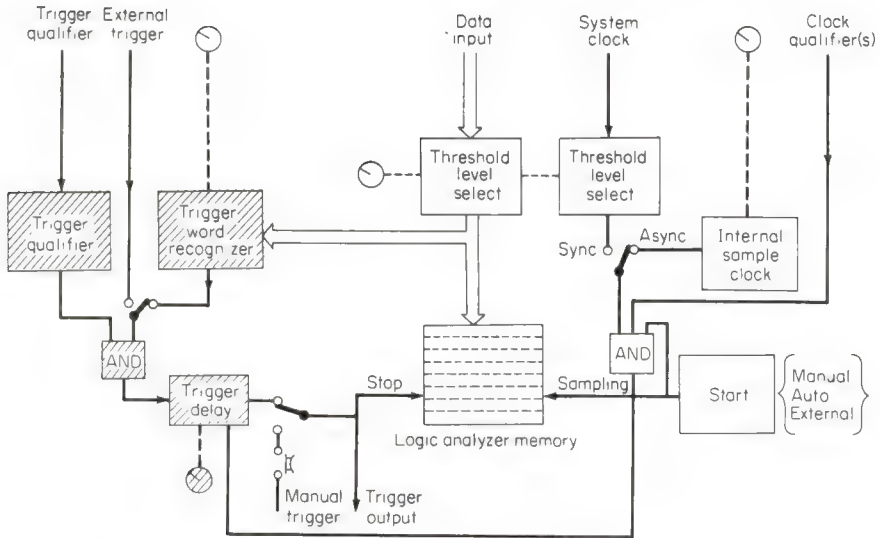 Trigger
qualifier
External
trigger
Data
input
System
clock
Clock
qualifier(s)
Threshold
level
select
Threshold
level
select
Trigger
qualifier
Trigger
word
recognizer
Sync
Async
Internal
sample
clock
AND
AND
Trigger
delay
Stop
Sampling
Start
Manual
Auto
External
Logic analyzer memory
Manual
trigger
Trigger
output